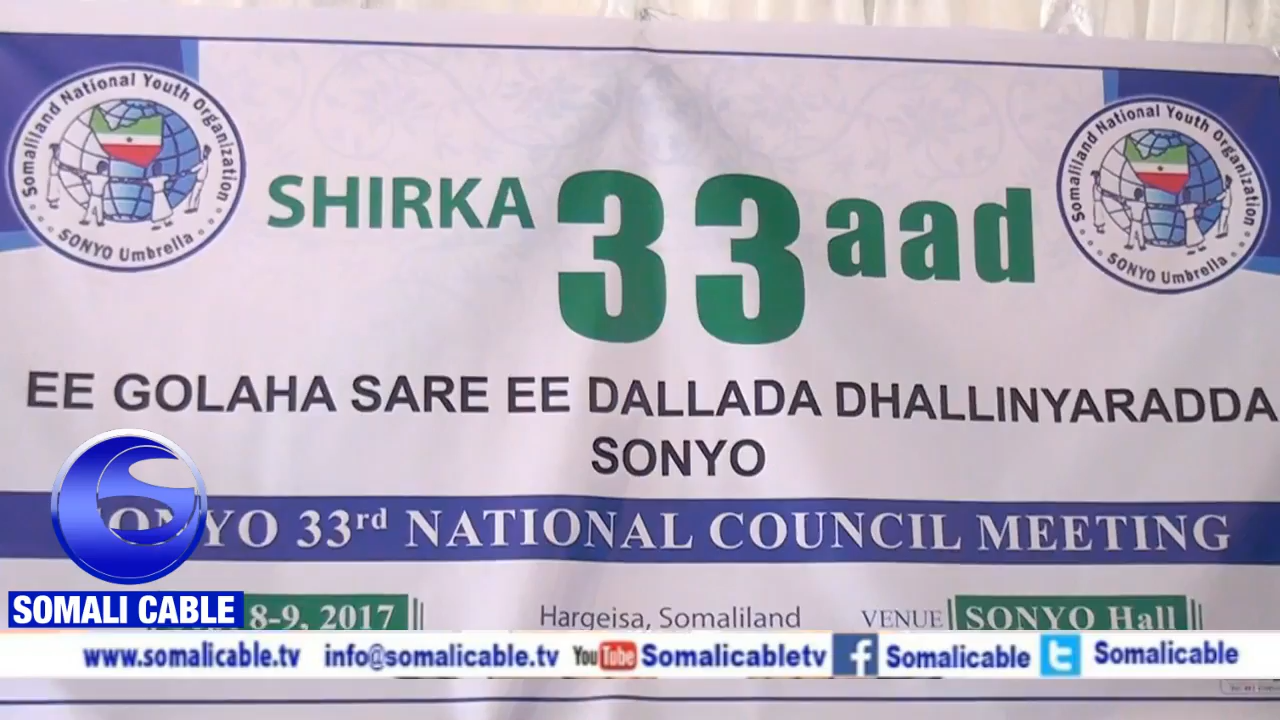 Somaliland National Youth Organization
SONYO Umbrella
Somaliland National Youth Organization
SONYO Umbrella
SHIRKA 33aad
EE GOLAHA SARE EE DALLADA DHALLINYARADDA
SONYO
SONYO 33rd NATIONAL COUNCIL MEETING
8-9, 2017
Hargeisa, Somaliland
VENUE SONYO Hall
SOMALI CABLE
www.somalicable.tv info@somalicable.tv YouTube Somalicabletv f Somalicable t Somalicable